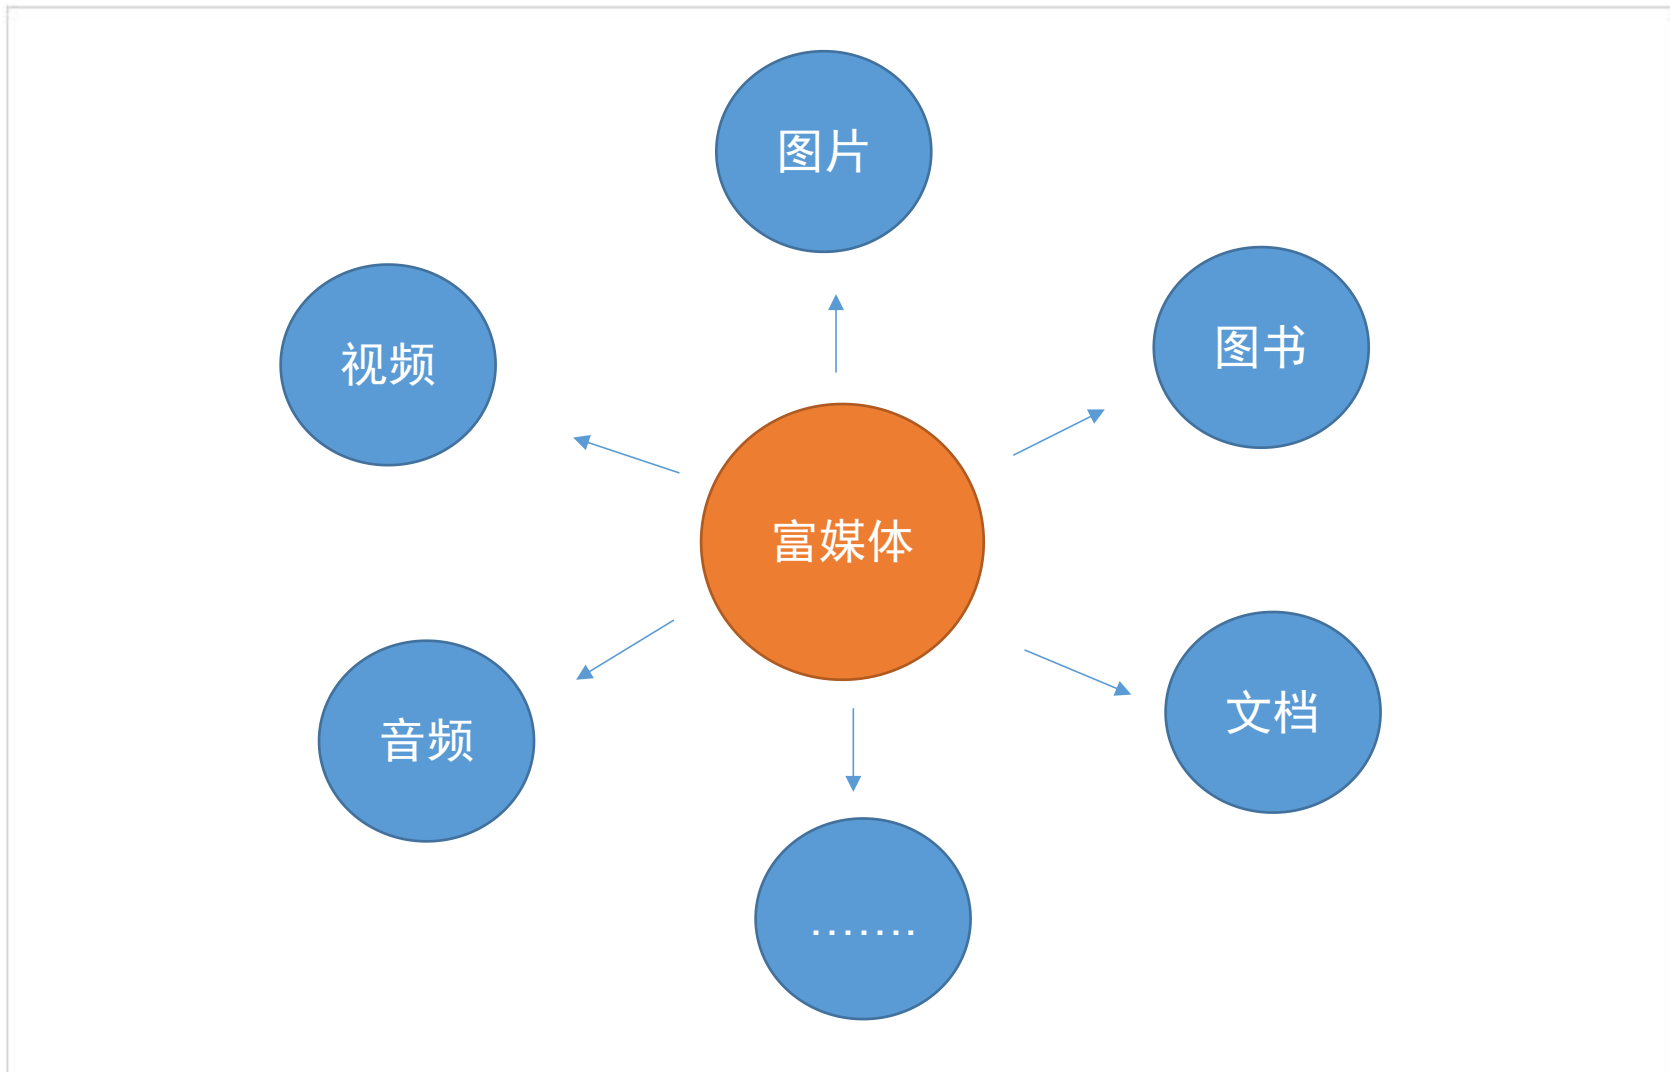 图片
图书
视频
富媒体
文档
音频
.......